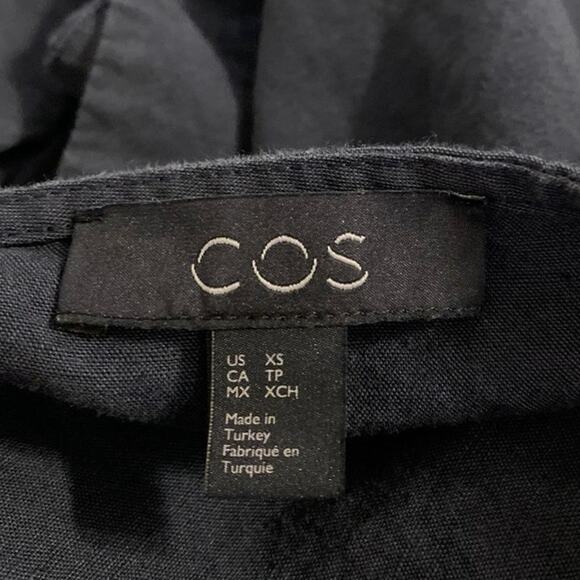 COS
US XS
CA TP
MX XCH
Made in
Turkey
Fabriqué en
Turquie